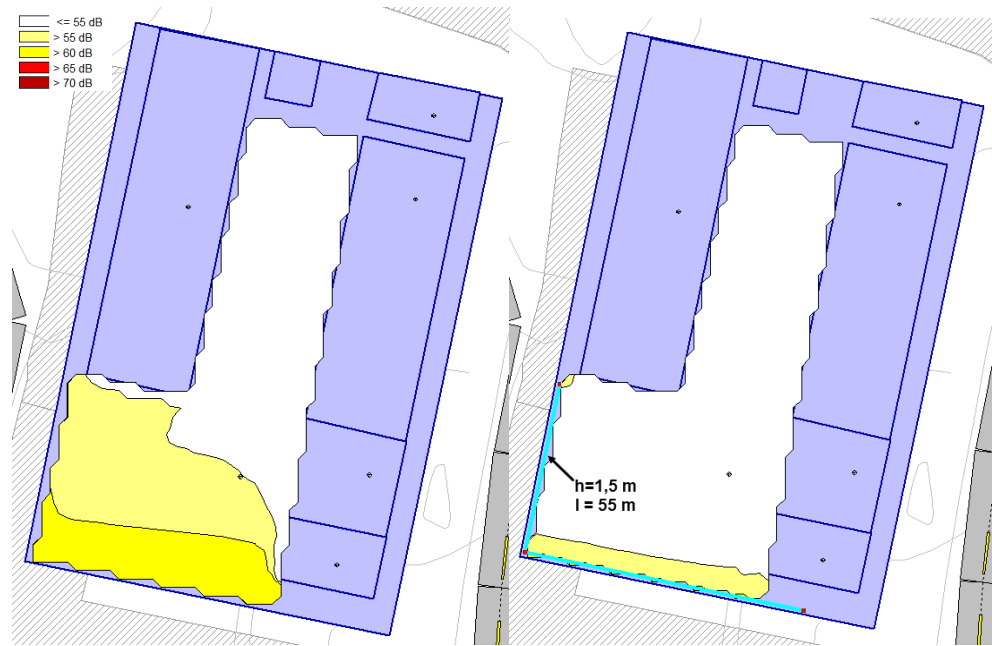 <= 55 dB
> 55 dB
> 60 dB
> 65 dB
> 70 dB
h=1,5 m
l = 55 m